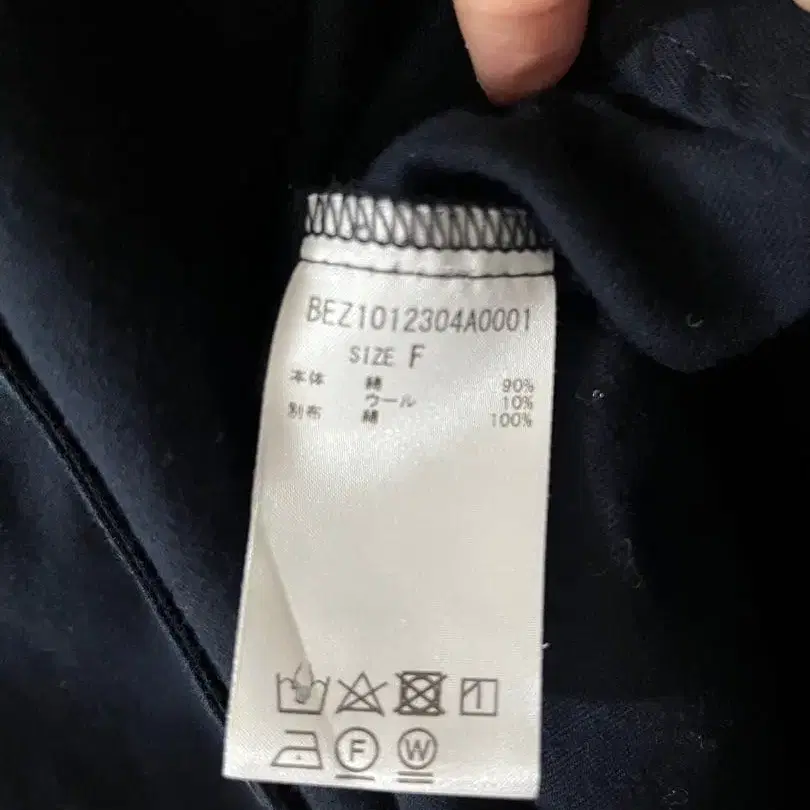 BEZ1012304A0001
SIZE F
本体 綿 90%
ウール 10%
別布 綿 100%
F W